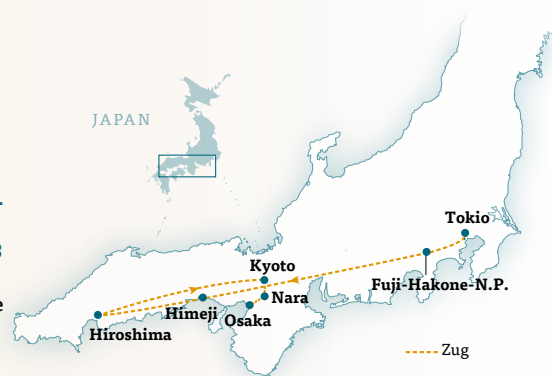 JAPAN
Tokio
Kyoto
Fuji-Hakone-N.P.
Nara
Himeji
Osaka
Hiroshima
Zug